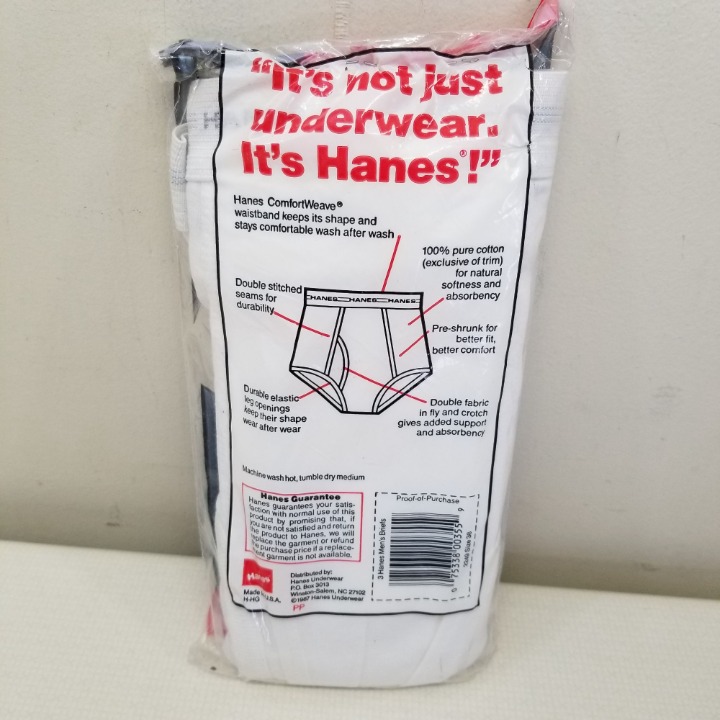 “It's not just
underwear.
It's Hanes®!”
Hanes ComfortWeave®
waistband keeps its shape and
stays comfortable wash after wash
100% pure cotton
(exclusive of trim)
for natural
softness and
absorbency
Double stitched
seams for
durability
HANES HANES HANES
Pre-shrunk for
better fit,
better comfort
Durable elastic
leg openings
keep their shape
wear after wear
Double fabric
in fly and crotch
gives added support
and absorbency
Machine wash hot, tumble dry medium
Hanes Guarantee
Hanes guarantees your satis-
faction with normal use of this
product by promising that, if
you are not satisfied and return
the product to Hanes, we will
replace the garment or refund
the purchase price if a replace-
ment garment is not available.
Proof-of-Purchase
3 Hanes Men's Briefs
75338 00355 9
Size 38
Hanes
Made U.S.A.
Distributed by:
Hanes Underwear
P.O. Box 3013
Winston-Salem, NC 27102
©1987 Hanes Underwear
PP